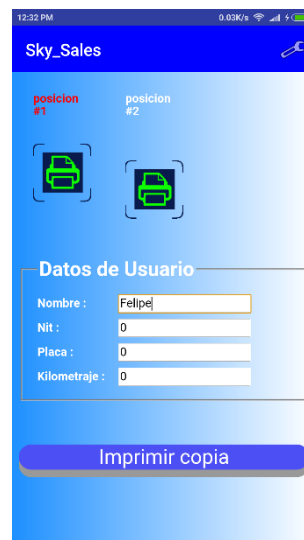 12:32 PM 0.03K/s
Sky_Sales
posicion posicion
#1 #2
Datos de Usuario
Nombre : Felipe
Nit : 0
Placa : 0
Kilometraje : 0
Imprimir copia